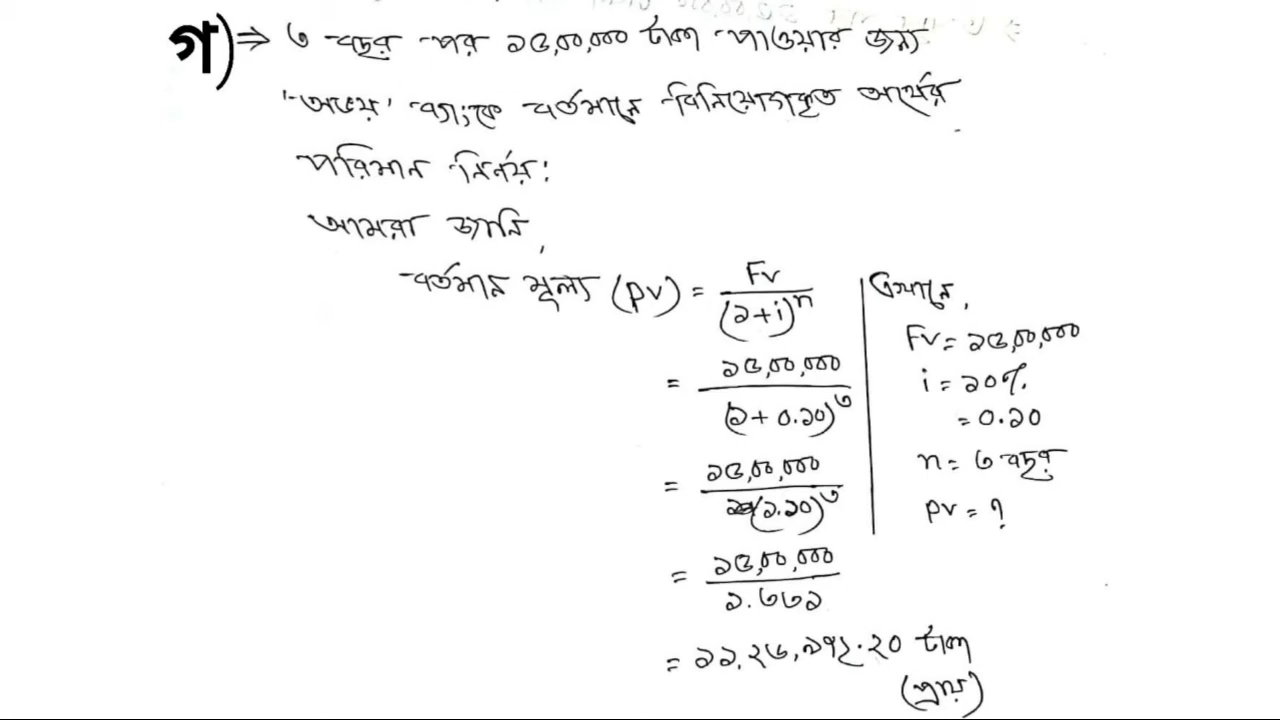 গ)⇒ ৩ বছর পর ১৫,০০,০০০ টাকা পাওয়ার জন্য
'অভয়' ব্যাংকে বর্তমানে বিনিয়োগকৃত অর্থের
পরিমান নির্ণয়:
আমরা জানি,
বর্তমান মূল্য (PV) = FV / (১+i)^n
= ১৫,০০,০০০ / (১+০.১০)^৩
= ১৫,০০,০০০ / (১.১০)^৩
= ১৫,০০,০০০ / ১.৩৩১
= ১১,২৬,৯৭২.২০ টাকা
(প্রায়)
এখানে,
FV = ১৫,০০,০০০
i = ১০%
= ০.১০
n = ৩ বছর
PV = ?